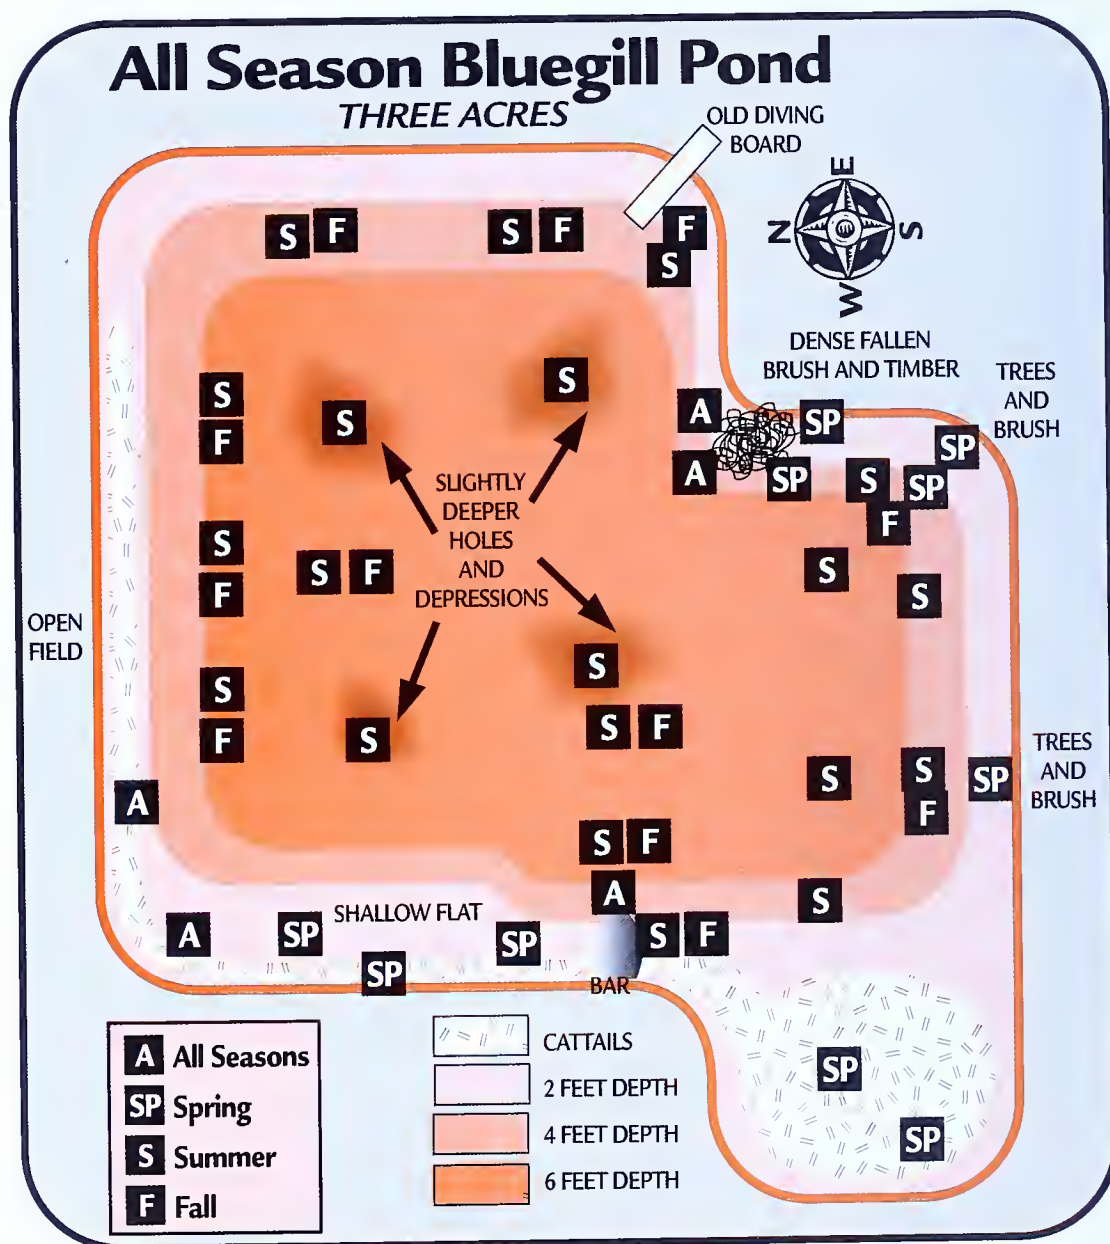 All Season Bluegill Pond
THREE ACRES
OLD DIVING
BOARD
E
N
S
W
S F
S F
F
S
DENSE FALLEN
BRUSH AND TIMBER
TREES
AND
BRUSH
S
F
S
S
A
SP
SP
A
SP
S
SP
F
SLIGHTLY
DEEPER
HOLES
AND
DEPRESSIONS
S
F
S F
S
S
OPEN
FIELD
S
S
F
S
S F
TREES
AND
BRUSH
A
S
S
F
SP
S F
A
S
A
SP
SHALLOW FLAT
SP
SP
S F
BAR
SP
SP
A All Seasons
SP Spring
S Summer
F Fall
CATTAILS
2 FEET DEPTH
4 FEET DEPTH
6 FEET DEPTH